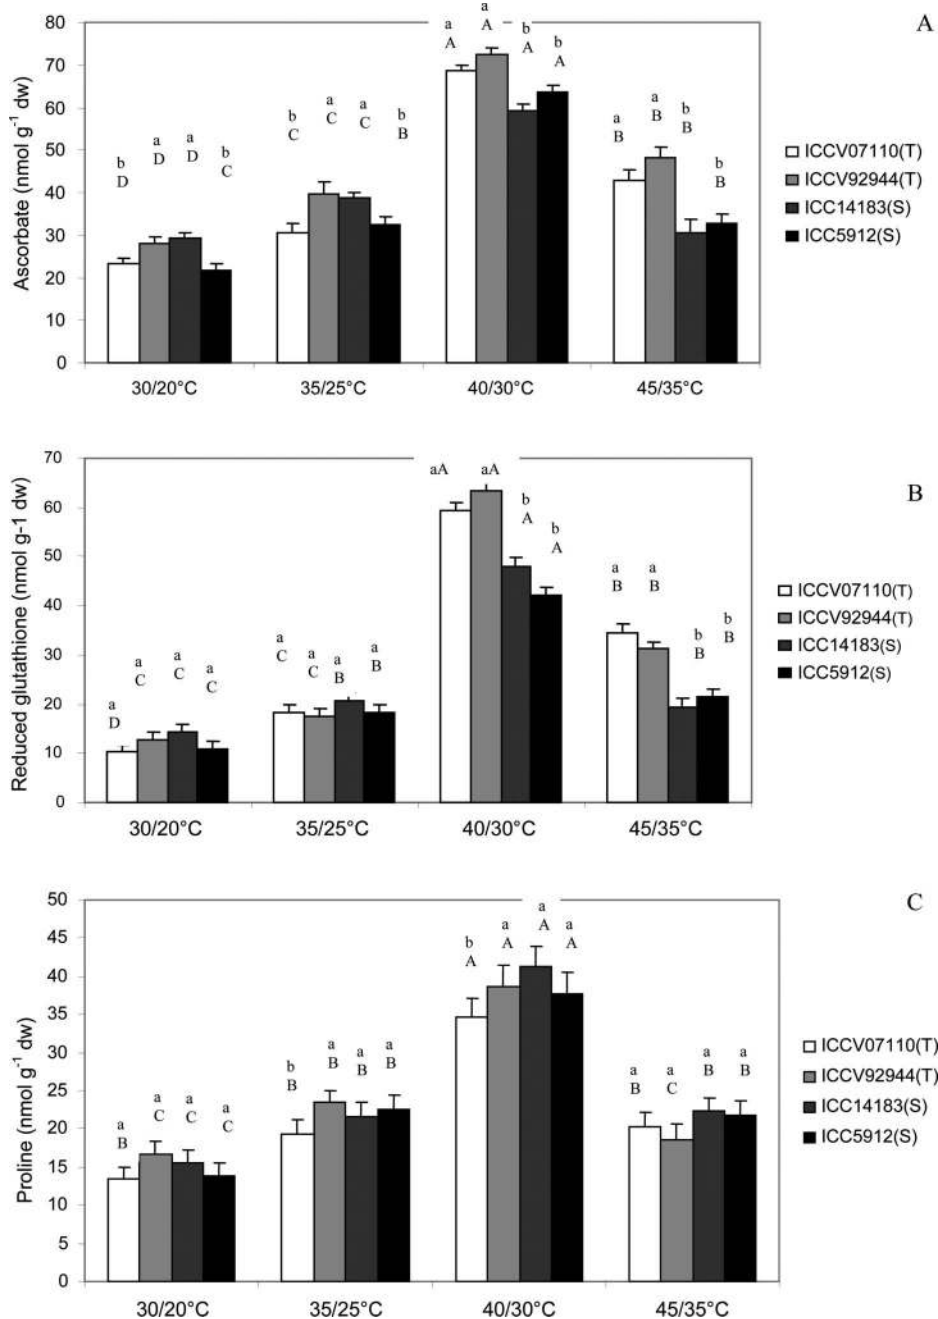 A
Ascorbate (nmol g-1 dw)
80
70
60
50
40
30
20
10
0
b
D
a
D
a
D
b
C
b
C
a
C
a
C
b
B
a
A
a
A
b
A
b
A
a
B
a
B
b
B
b
B
30/20°C
35/25°C
40/30°C
45/35°C
ICCV07110(T)
ICCV92944(T)
ICC14183(S)
ICC5912(S)
B
Reduced glutathione (nmol g-1 dw)
70
60
50
40
30
20
10
0
a
D
a
C
a
C
a
C
a
C
a
C
a
B
a
B
aA
aA
b
A
b
A
a
B
a
B
b
B
b
B
30/20°C
35/25°C
40/30°C
45/35°C
ICCV07110(T)
ICCV92944(T)
ICC14183(S)
ICC5912(S)
C
Proline (nmol g-1 dw)
50
45
40
35
30
25
20
15
10
5
0
a
B
a
C
a
C
a
C
b
B
a
B
a
B
a
B
b
A
a
A
a
A
a
A
a
B
a
C
a
B
a
B
30/20°C
35/25°C
40/30°C
45/35°C
ICCV07110(T)
ICCV92944(T)
ICC14183(S)
ICC5912(S)